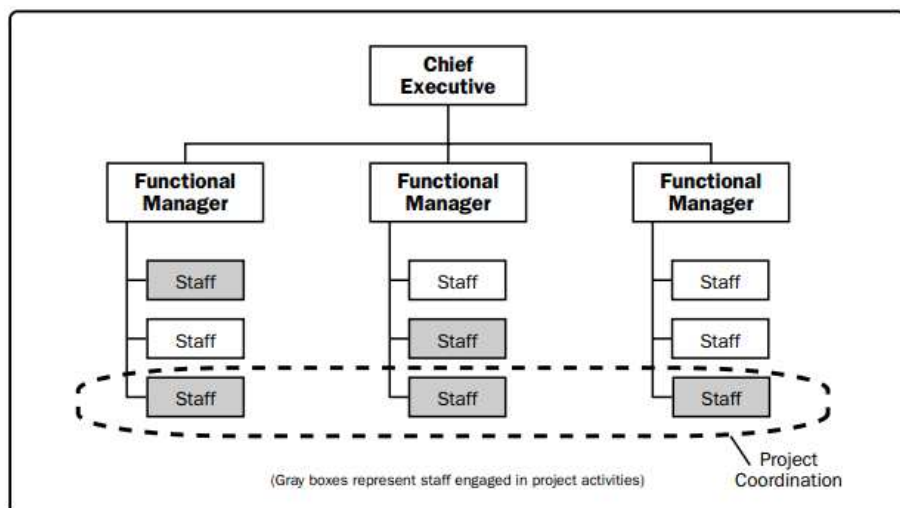 Chief
Executive
Functional
Manager
Functional
Manager
Functional
Manager
Staff
Staff
Staff
Staff
Staff
Staff
Staff
Staff
Staff
Project
Coordination
(Gray boxes represent staff engaged in project activities)